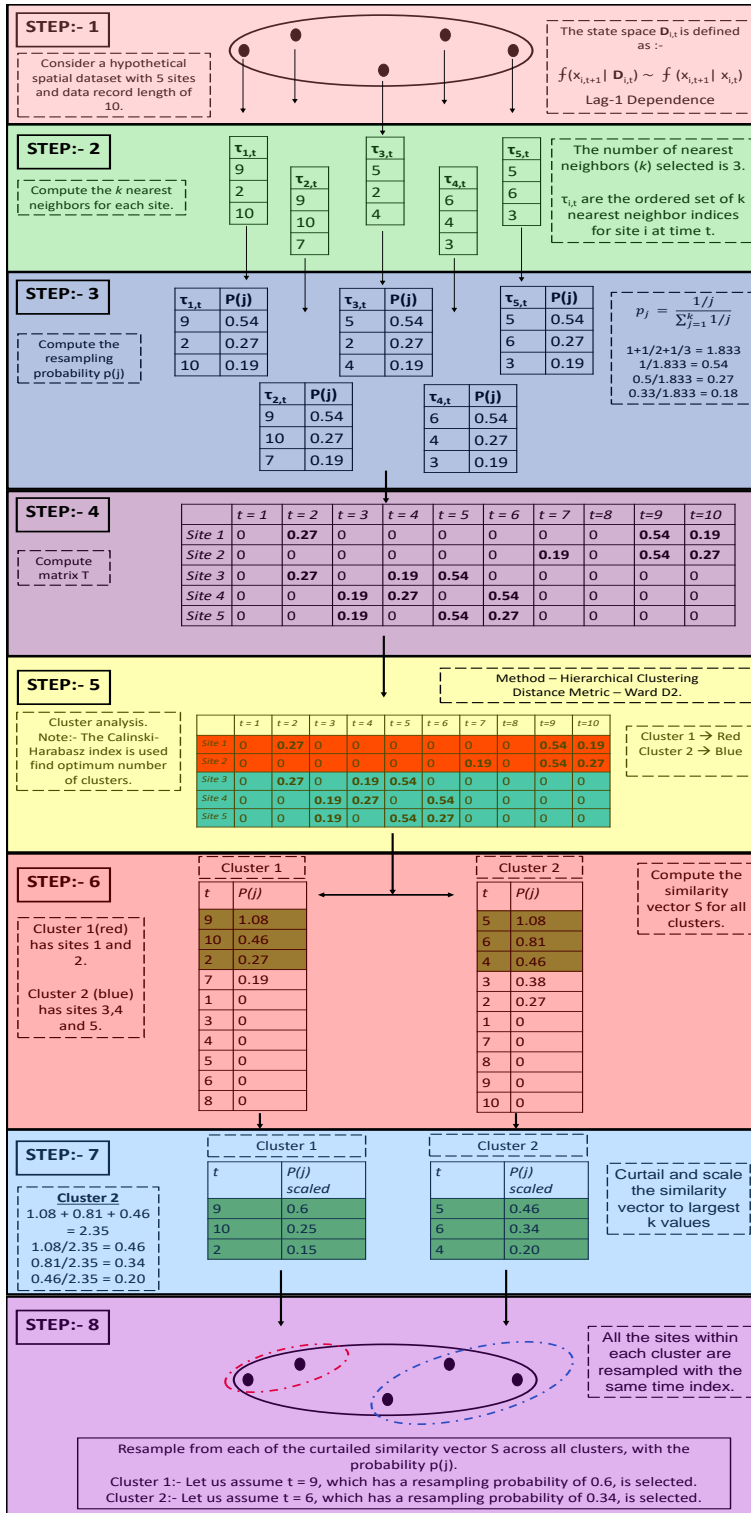 STEP:- 1
Consider a hypothetical
spatial dataset with 5 sites
and data record length of
10.
The state space D_{i,t} is defined
as :-
f(x_{i,t+1}| D_{i,t}) ~ f (x_{i,t+1}| x_{i,t})
Lag-1 Dependence
STEP:- 2
Compute the k nearest
neighbors for each site.
τ_{1,t}
9
2
10
τ_{2,t}
9
10
7
τ_{3,t}
5
2
4
τ_{4,t}
6
4
3
τ_{5,t}
5
6
3
The number of nearest
neighbors (k) selected is 3.
τ_{i,t} are the ordered set of k
nearest neighbor indices
for site i at time t.
STEP:- 3
Compute the
resampling
probability p(j)
τ_{1,t} P(j)
9 0.54
2 0.27
10 0.19
τ_{3,t} P(j)
5 0.54
2 0.27
4 0.19
τ_{5,t} P(j)
5 0.54
6 0.27
3 0.19
τ_{2,t} P(j)
9 0.54
10 0.27
7 0.19
τ_{4,t} P(j)
6 0.54
4 0.27
3 0.19
p_j = \frac{1/j}{\sum_{j=1}^{k} 1/j}
1+1/2+1/3 = 1.833
1/1.833 = 0.54
0.5/1.833 = 0.27
0.33/1.833 = 0.18
STEP:- 4
Compute
matrix T
t = 1 t = 2 t = 3 t = 4 t = 5 t = 6 t = 7 t=8 t=9 t=10
Site 1 0 0.27 0 0 0 0 0 0 0.54 0.19
Site 2 0 0 0 0 0 0 0.19 0 0.54 0.27
Site 3 0 0.27 0 0.19 0.54 0 0 0 0 0
Site 4 0 0 0.19 0.27 0 0.54 0 0 0 0
Site 5 0 0 0.19 0 0.54 0.27 0 0 0 0
STEP:- 5
Method – Hierarchical Clustering
Distance Metric – Ward D2.
Cluster analysis.
Note:- The Calinski-
Harabasz index is used
find optimum number
of clusters.
t = 1 t = 2 t = 3 t = 4 t = 5 t = 6 t = 7 t=8 t=9 t=10
Site 1 0 0.27 0 0 0 0 0 0 0.54 0.19
Site 2 0 0 0 0 0 0 0.19 0 0.54 0.27
Site 3 0 0.27 0 0.19 0.54 0 0 0 0 0
Site 4 0 0 0.19 0.27 0 0.54 0 0 0 0
Site 5 0 0 0.19 0 0.54 0.27 0 0 0 0
Cluster 1 → Red
Cluster 2 → Blue
STEP:- 6
Cluster 1(red)
has sites 1 and
2.
Cluster 2 (blue)
has sites 3,4
and 5.
Cluster 1
t P(j)
9 1.08
10 0.46
2 0.27
7 0.19
1 0
3 0
4 0
5 0
6 0
8 0
Cluster 2
t P(j)
5 1.08
6 0.81
4 0.46
3 0.38
2 0.27
1 0
7 0
8 0
9 0
10 0
Compute the
similarity
vector S for all
clusters.
STEP:- 7
Cluster 2
1.08 + 0.81 + 0.46
= 2.35
1.08/2.35 = 0.46
0.81/2.35 = 0.34
0.46/2.35 = 0.20
Cluster 1
t P(j)
scaled
9 0.6
10 0.25
2 0.15
Cluster 2
t P(j)
scaled
5 0.46
6 0.34
4 0.20
Curtail and scale
the similarity
vector to largest
k values
STEP:- 8
All the sites within
each cluster are
resampled with the
same time index.
Resample from each of the curtailed similarity vector S across all clusters, with the
probability p(j).
Cluster 1:- Let us assume t = 9, which has a resampling probability of 0.6, is selected.
Cluster 2:- Let us assume t = 6, which has a resampling probability of 0.34, is selected.